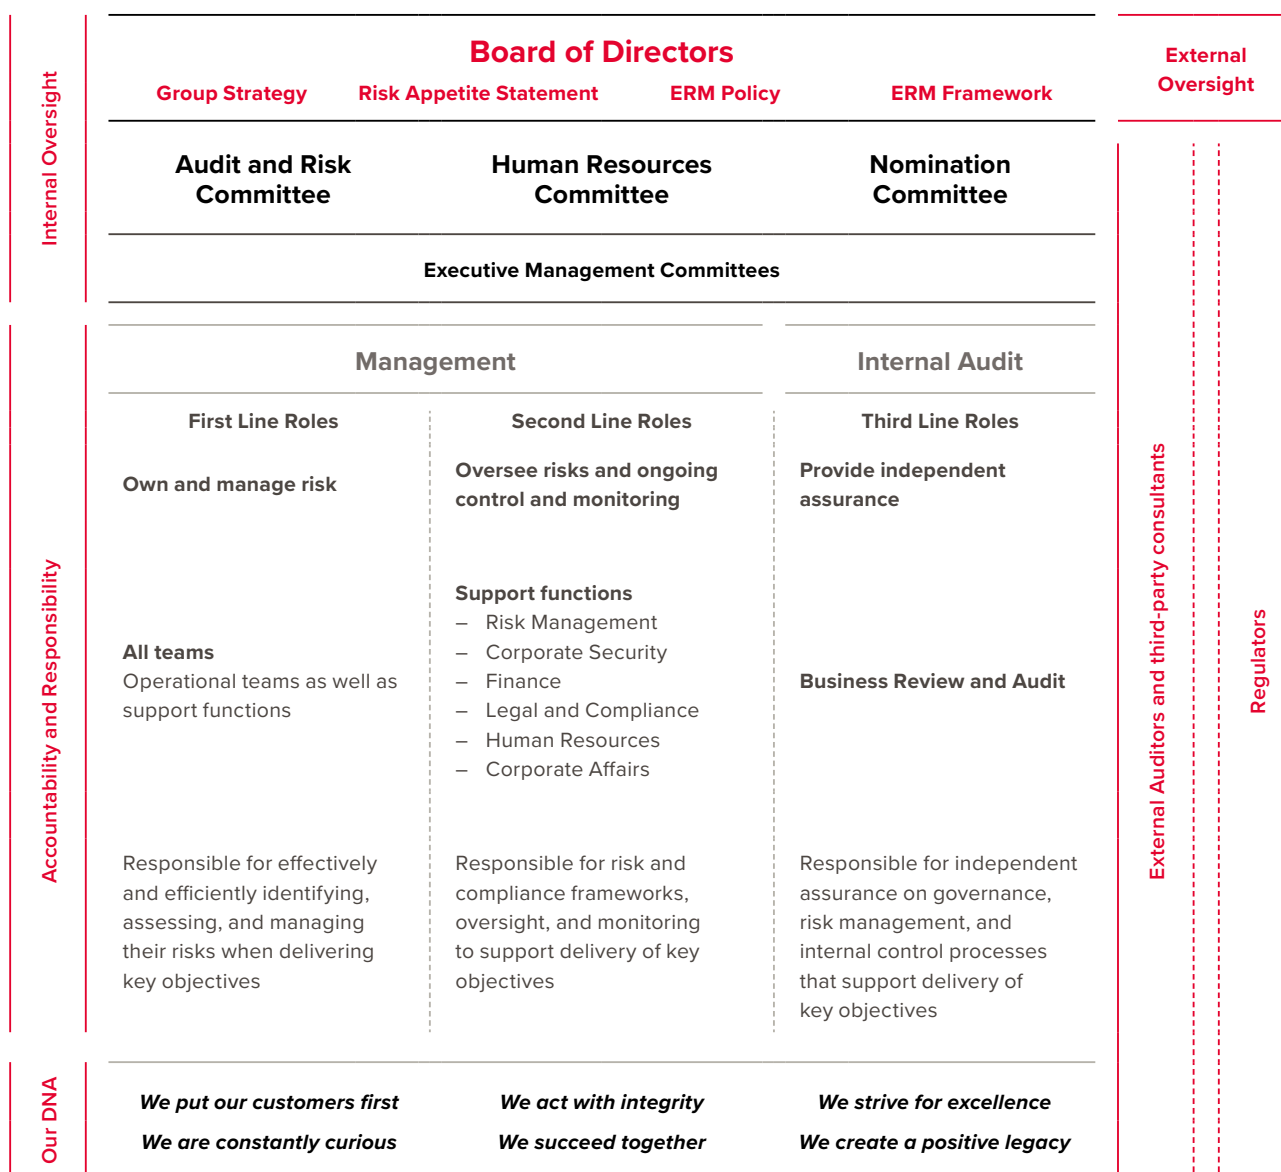 Internal Oversight
Board of Directors
Group Strategy
Risk Appetite Statement
ERM Policy
ERM Framework
Audit and Risk
Committee
Human Resources
Committee
Nomination
Committee
Executive Management Committees
External
Oversight
Accountability and Responsibility
Management
Internal Audit
First Line Roles
Own and manage risk
All teams
Operational teams as well as
support functions
Responsible for effectively
and efficiently identifying,
assessing, and managing
their risks when delivering
key objectives
Second Line Roles
Oversee risks and ongoing
control and monitoring
Support functions
– Risk Management
– Corporate Security
– Finance
– Legal and Compliance
– Human Resources
– Corporate Affairs
Responsible for risk and
compliance frameworks,
oversight, and monitoring
to support delivery of key
objectives
Third Line Roles
Provide independent
assurance
Business Review and Audit
Responsible for independent
assurance on governance,
risk management, and
internal control processes
that support delivery of
key objectives
External Auditors and third-party consultants
Regulators
Our DNA
We put our customers first
We act with integrity
We strive for excellence
We are constantly curious
We succeed together
We create a positive legacy